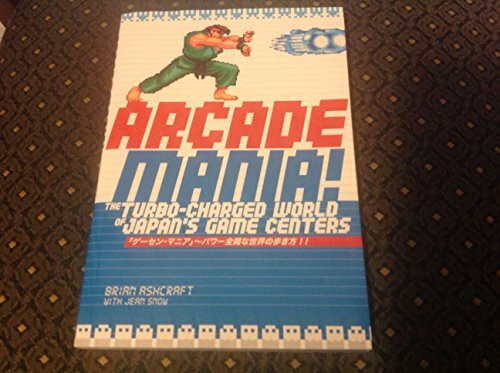 ARCADE
MANIA!
THE TURBO-CHARGED WORLD
OF JAPAN'S GAME CENTERS
「ゲーセン・マニア」～パワー全開な世界の歩き方!!
BRIAN ASHCRAFT
WITH JEAN SNOW